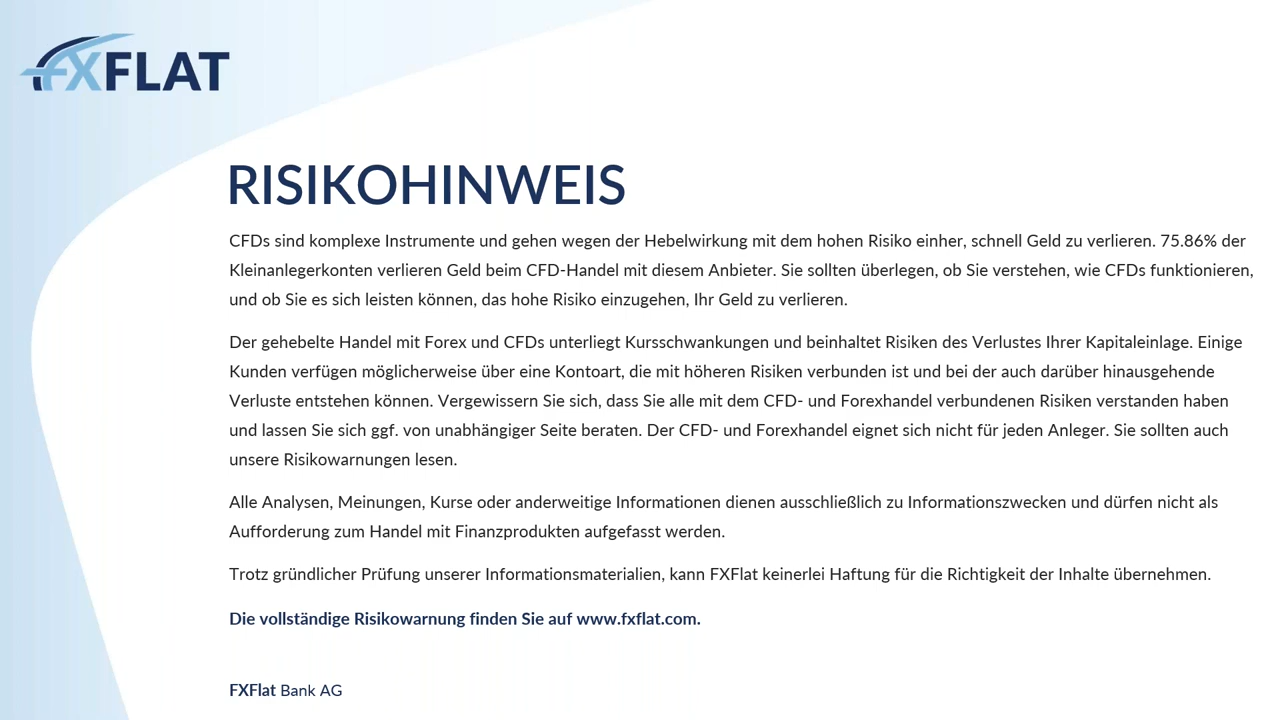 FXFLAT
RISIKOHINWEIS
CFDs sind komplexe Instrumente und gehen wegen der Hebelwirkung mit dem hohen Risiko einher, schnell Geld zu verlieren. 75.86% der
Kleinanlegerkonten verlieren Geld beim CFD-Handel mit diesem Anbieter. Sie sollten überlegen, ob Sie verstehen, wie CFDs funktionieren,
und ob Sie es sich leisten können, das hohe Risiko einzugehen, Ihr Geld zu verlieren.
Der gehebelte Handel mit Forex und CFDs unterliegt Kursschwankungen und beinhaltet Risiken des Verlustes Ihrer Kapitaleinlage. Einige
Kunden verfügen möglicherweise über eine Kontoart, die mit höheren Risiken verbunden ist und bei der auch darüber hinausgehende
Verluste entstehen können. Vergewissern Sie sich, dass Sie alle mit dem CFD- und Forexhandel verbundenen Risiken verstanden haben
und lassen Sie sich ggf. von unabhängiger Seite beraten. Der CFD- und Forexhandel eignet sich nicht für jeden Anleger. Sie sollten auch
unsere Risikowarnungen lesen.
Alle Analysen, Meinungen, Kurse oder anderweitige Informationen dienen ausschließlich zu Informationszwecken und dürfen nicht als
Aufforderung zum Handel mit Finanzprodukten aufgefasst werden.
Trotz gründlicher Prüfung unserer Informationsmaterialien, kann FXFlat keinerlei Haftung für die Richtigkeit der Inhalte übernehmen.
Die vollständige Risikowarnung finden Sie auf www.fxflat.com.
FXFlat Bank AG